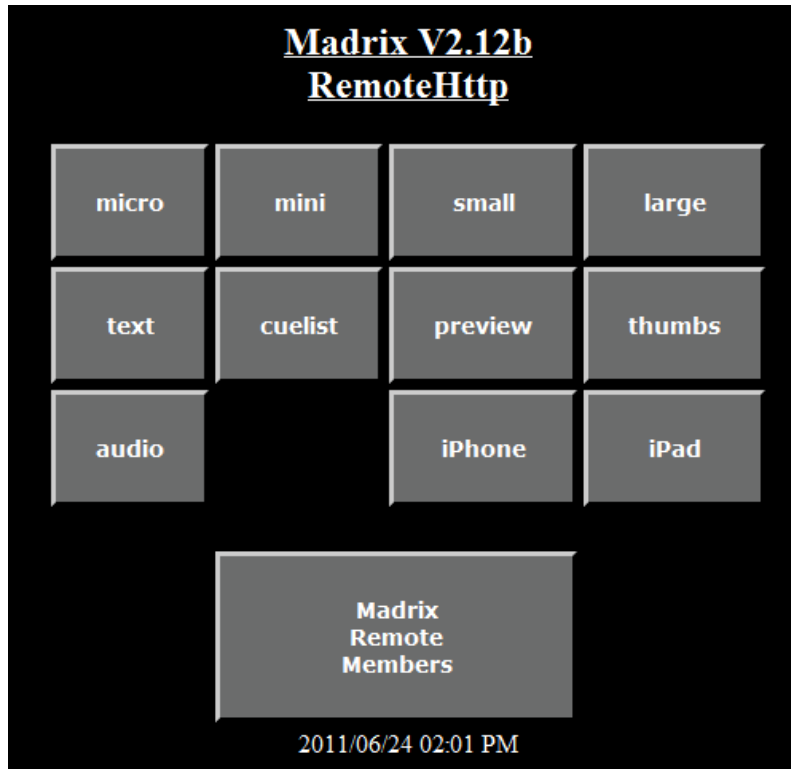 Madrix V2.12b
RemoteHttp
micro
mini
small
large
text
cuelist
preview
thumbs
audio
iPhone
iPad
Madrix
Remote
Members
2011/06/24 02:01 PM